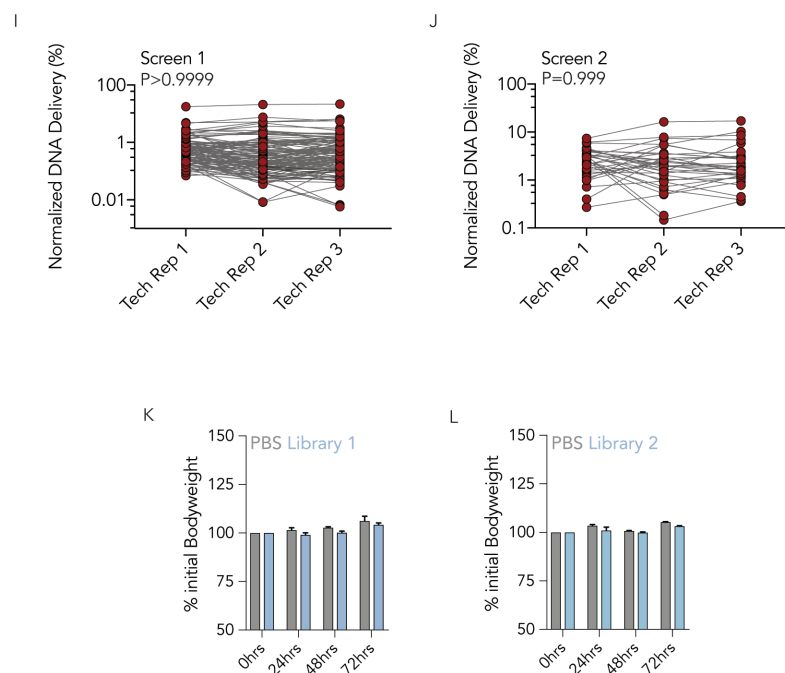 I
Normalized DNA Delivery (%)
Screen 1
P>0.9999
100
1
0.01
Tech Rep 1
Tech Rep 2
Tech Rep 3
J
Normalized DNA Delivery (%)
Screen 2
P=0.999
100
10
1
0.1
Tech Rep 1
Tech Rep 2
Tech Rep 3
K
% initial Bodyweight
PBS Library 1
150
125
100
75
50
0hrs
24hrs
48hrs
72hrs
L
% initial Bodyweight
PBS Library 2
150
125
100
75
50
0hrs
24hrs
48hrs
72hrs